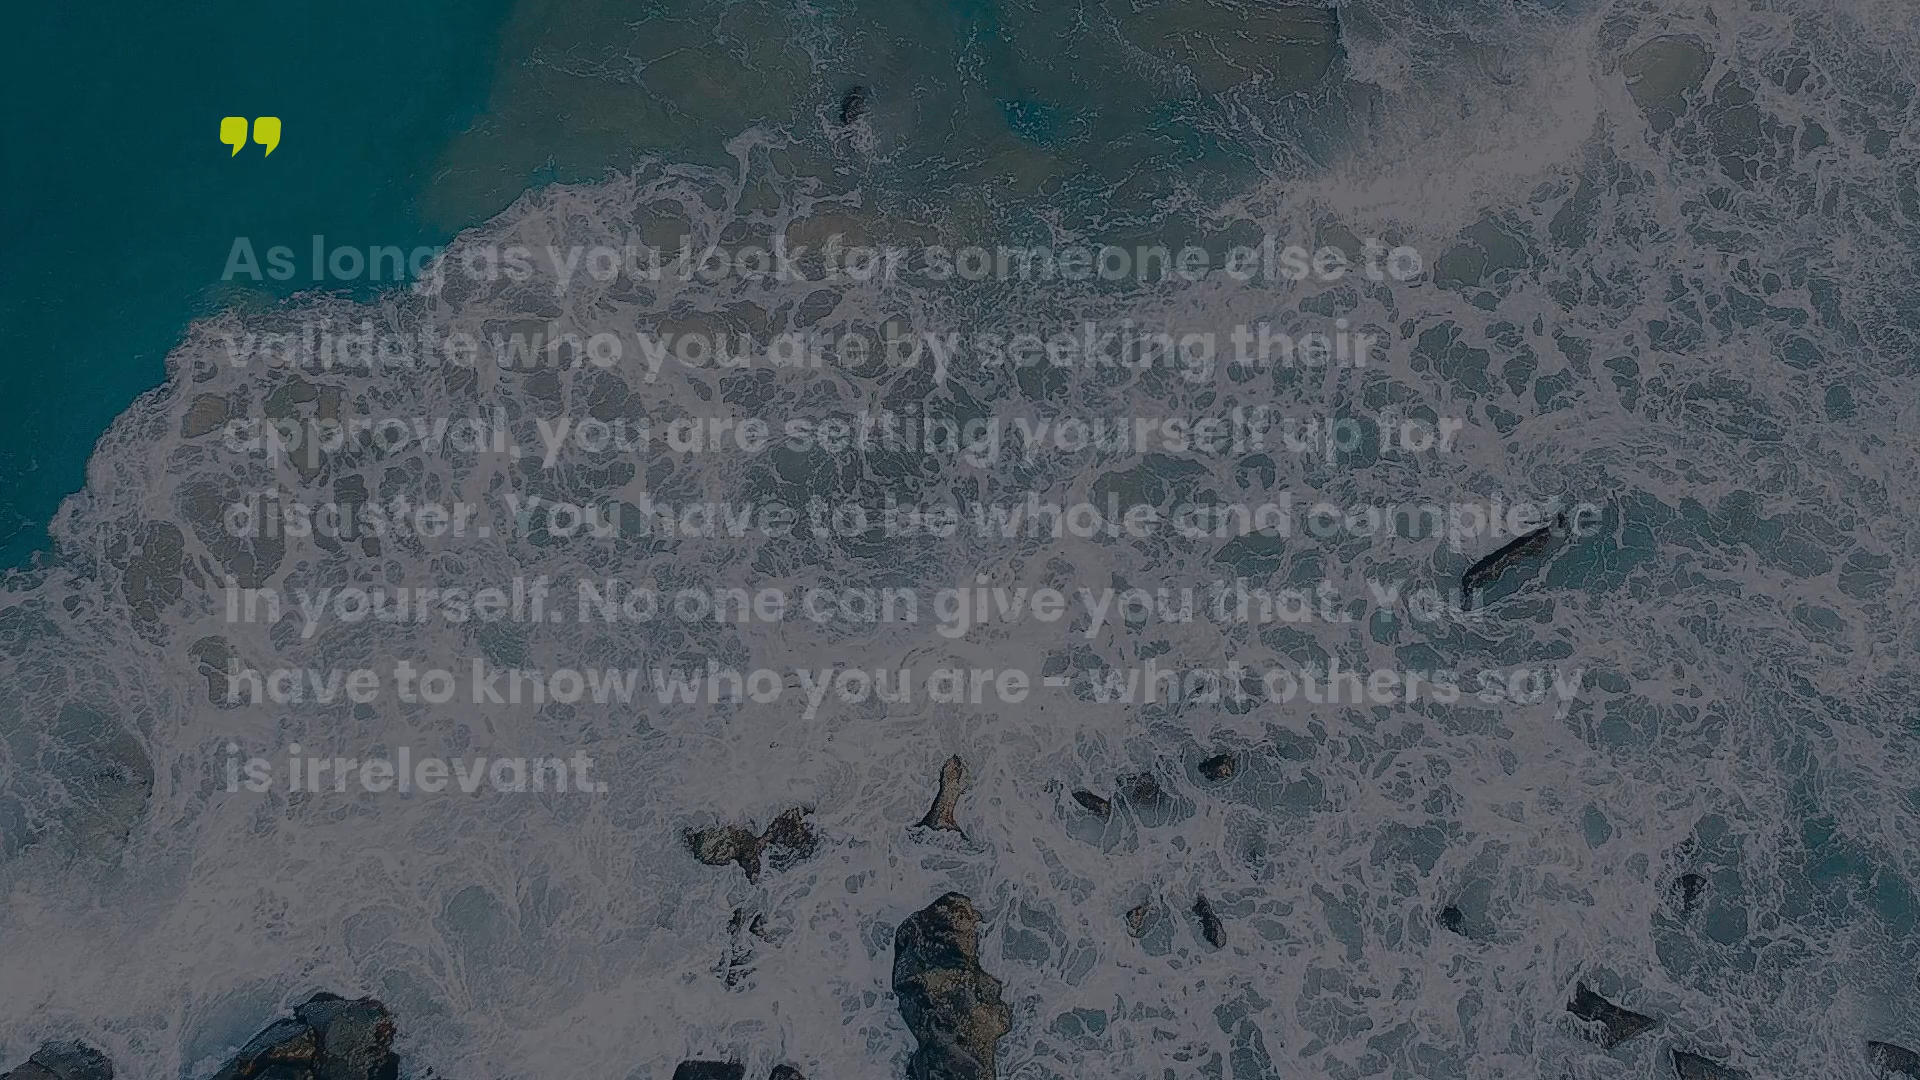 ”
As long as you look for someone else to
validate who you are by seeking their
approval, you are setting yourself up for
disaster. You have to be whole and complete
in yourself. No one can give you that. You
have to know who you are - what others say
is irrelevant.